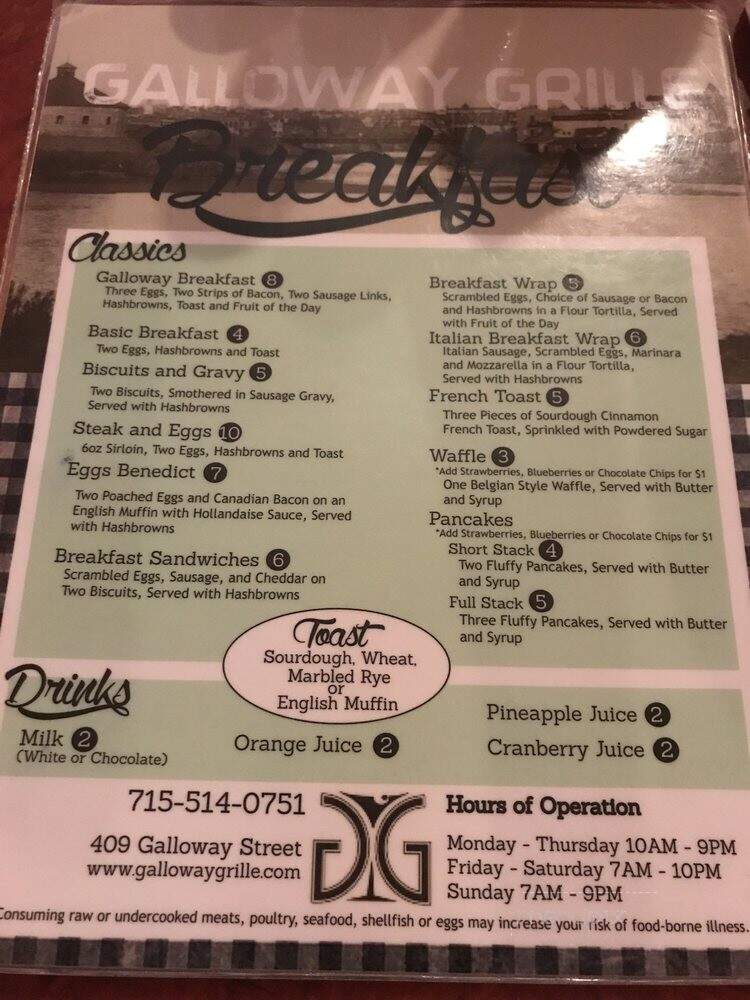 GALLOWAY GRILLE
Breakfast
Classics
Galloway Breakfast 8
Three Eggs, Two Strips of Bacon, Two Sausage Links,
Hashbrowns, Toast and Fruit of the Day
Basic Breakfast 4
Two Eggs, Hashbrowns and Toast
Biscuits and Gravy 5
Two Biscuits, Smothered in Sausage Gravy,
Served with Hashbrowns
Steak and Eggs 10
6oz Sirloin, Two Eggs, Hashbrowns and Toast
Eggs Benedict 7
Two Poached Eggs and Canadian Bacon on an
English Muffin with Hollandaise Sauce, Served
with Hashbrowns
Breakfast Sandwiches 6
Scrambled Eggs, Sausage, and Cheddar on
Two Biscuits, Served with Hashbrowns
Breakfast Wrap 5
Scrambled Eggs, Choice of Sausage or Bacon
and Hashbrowns in a Flour Tortilla, Served
with Fruit of the Day
Italian Breakfast Wrap 6
Italian Sausage, Scrambled Eggs, Marinara
and Mozzarella in a Flour Tortilla,
Served with Hashbrowns
French Toast 5
Three Pieces of Sourdough Cinnamon
French Toast, Sprinkled with Powdered Sugar
Waffle 3
*Add Strawberries, Blueberries or Chocolate Chips for $1
One Belgian Style Waffle, Served with Butter
and Syrup
Pancakes
*Add Strawberries, Blueberries or Chocolate Chips for $1
Short Stack 4
Two Fluffy Pancakes, Served with Butter
and Syrup
Full Stack 5
Three Fluffy Pancakes, Served with Butter
and Syrup
Toast
Sourdough, Wheat,
Marbled Rye
or
English Muffin
Drinks
Milk 2
(White or Chocolate)
Orange Juice 2
Pineapple Juice 2
Cranberry Juice 2
715-514-0751
409 Galloway Street
www.gallowaygrille.com
GG
Hours of Operation
Monday - Thursday 10AM - 9PM
Friday - Saturday 7AM - 10PM
Sunday 7AM - 9PM
Consuming raw or undercooked meats, poultry, seafood, shellfish or eggs may increase your risk of food-borne illness.